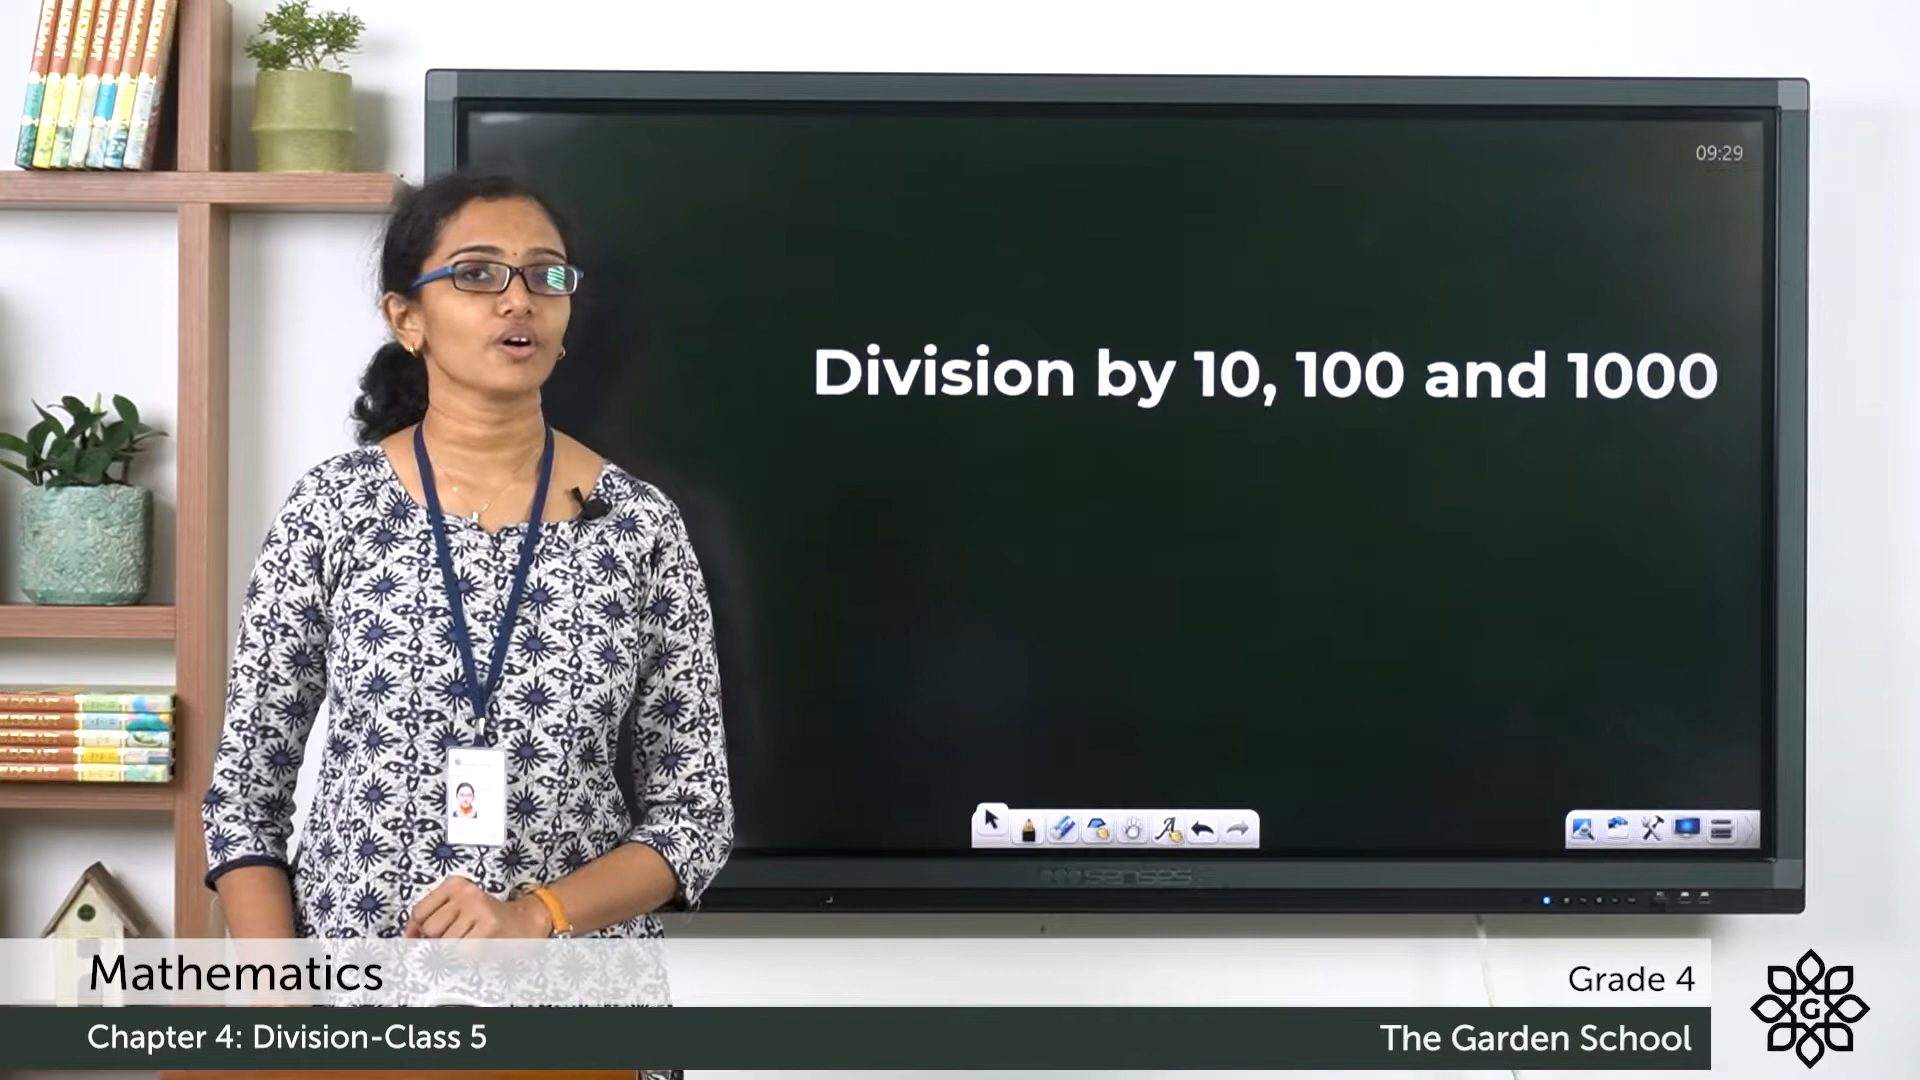 09:29
Division by 10, 100 and 1000
senses
Mathematics
Grade 4
Chapter 4: Division-Class 5
The Garden School
G